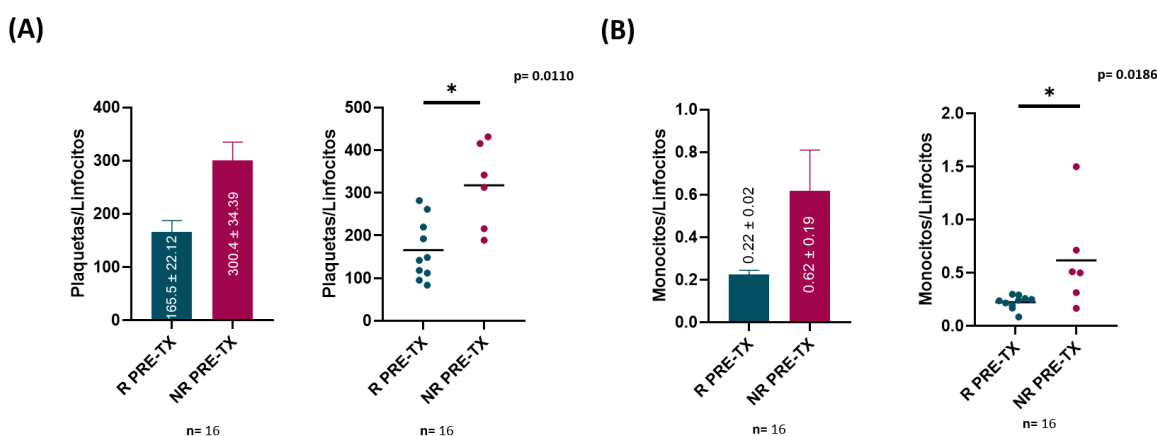 (A)
Plaquetas/Linfocitos
400
300
200
100
0
165.5 ± 22.12
300.4 ± 34.39
R PRE-TX
NR PRE-TX
n= 16
p= 0.0110
*
Plaquetas/Linfocitos
500
400
300
200
100
0
R PRE-TX
NR PRE-TX
n= 16
(B)
Monocitos/Linfocitos
1.0
0.8
0.6
0.4
0.2
0.0
0.22 ± 0.02
0.62 ± 0.19
R PRE-TX
NR PRE-TX
n= 16
p= 0.0186
*
Monocitos/Linfocitos
2.0
1.5
1.0
0.5
0.0
R PRE-TX
NR PRE-TX
n= 16